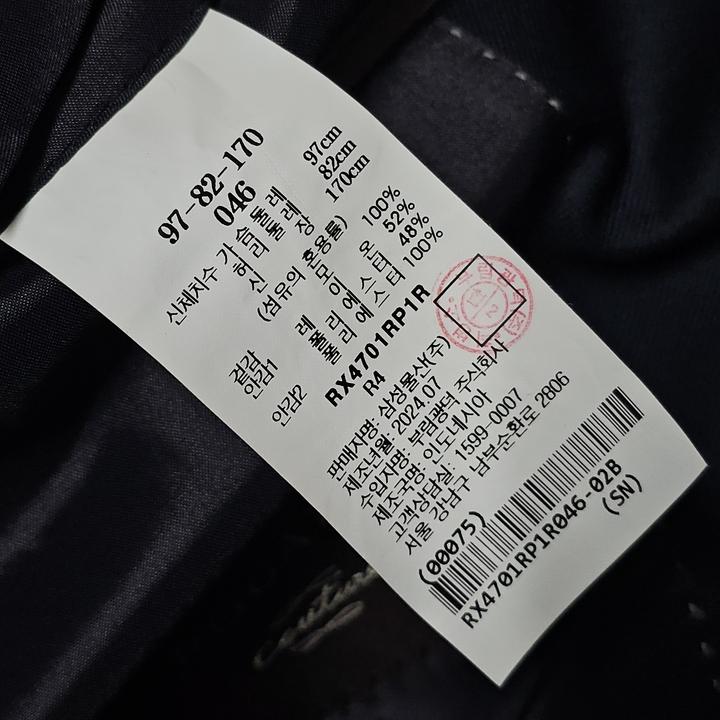 97-82-170
046
신체치수 가슴둘레 97cm
허리둘레 82cm
신장 170cm
(섬유의 혼용률)
겉감 모 100%
안감1 레이온 52%
폴리에스터 48%
안감2 폴리에스터 100%
RX4701RP1R
R4
판매자명: 삼성물산(주)
제조년월: 2024.07
수입자명: 부림광덕 주식회사
제조국명: 인도네시아
고객상담실: 1599-0007
서울 강남구 남부순환로 2806
(00075)
RX4701RP1R046-02B
(SN)
couture